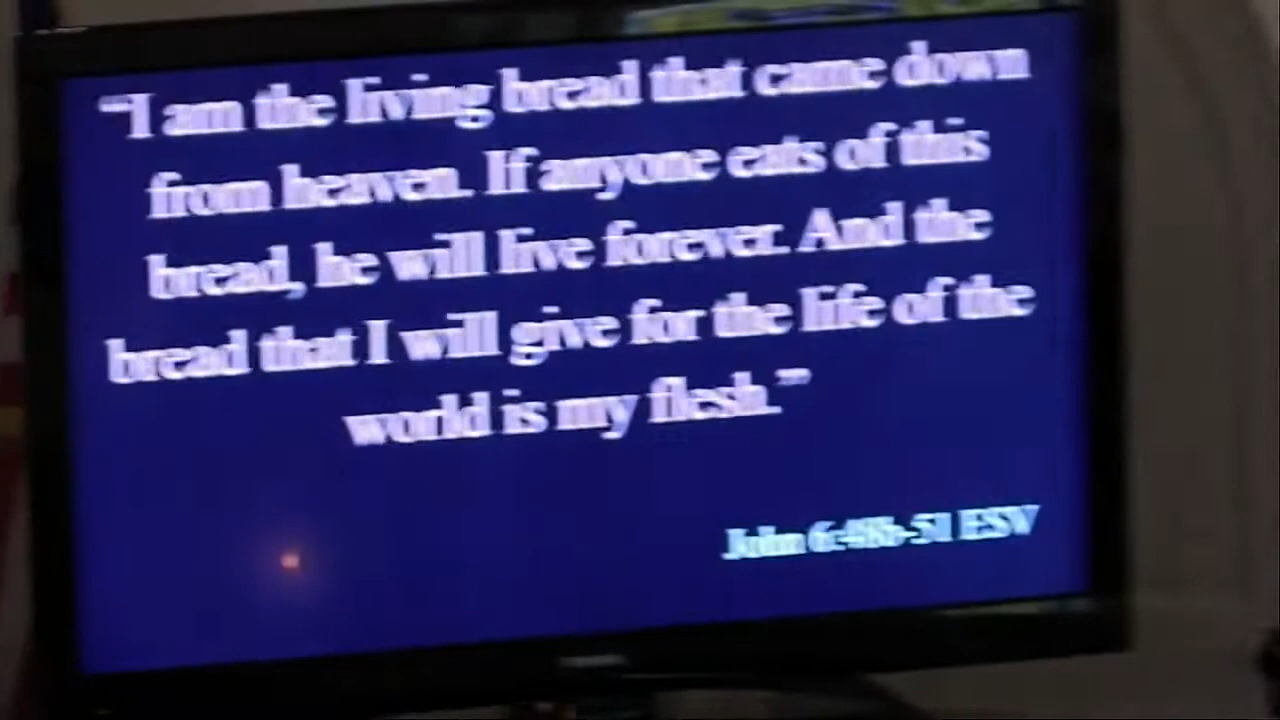 “I am the living bread that came down
from heaven. If anyone eats of this
bread, he will live forever. And the
bread that I will give for the life of the
world is my flesh.”
John 6:48b-51 ESV